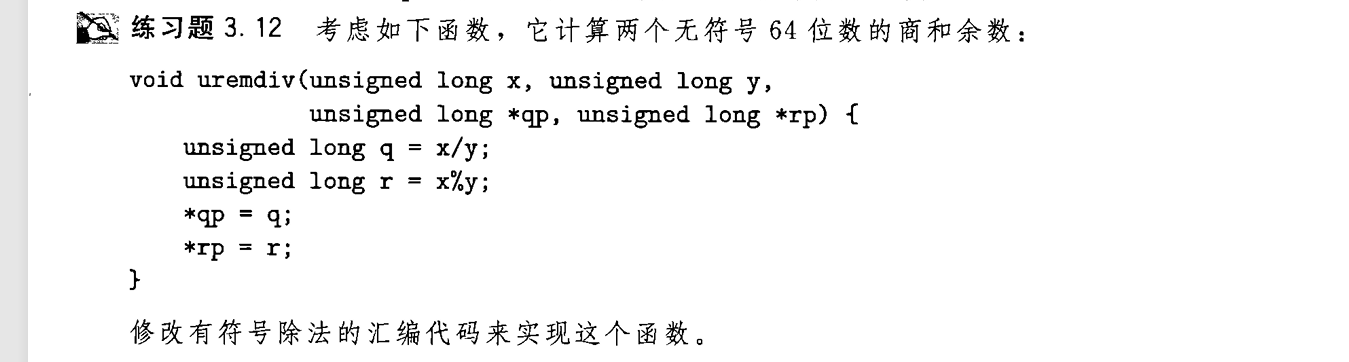 练习题 3.12 考虑如下函数，它计算两个无符号 64 位数的商和余数：
void uremdiv(unsigned long x, unsigned long y,
unsigned long *qp, unsigned long *rp) {
unsigned long q = x/y;
unsigned long r = x%y;
*qp = q;
*rp = r;
}
修改有符号除法的汇编代码来实现这个函数。